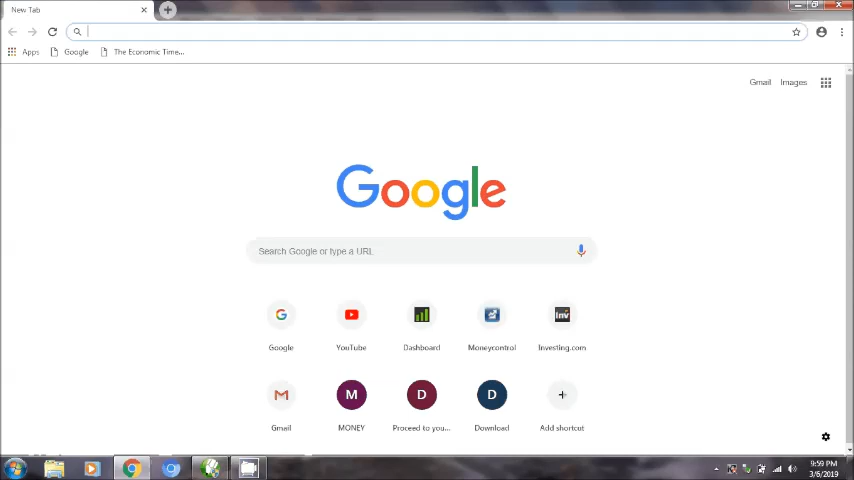 New Tab
Apps Google The Economic Time...
Gmail Images
Google
Search Google or type a URL
Inv
Google YouTube Dashboard Moneycontrol Investing.com
M D D
Gmail MONEY Proceed to you... Download Add shortcut
9:59 PM
3/6/2019